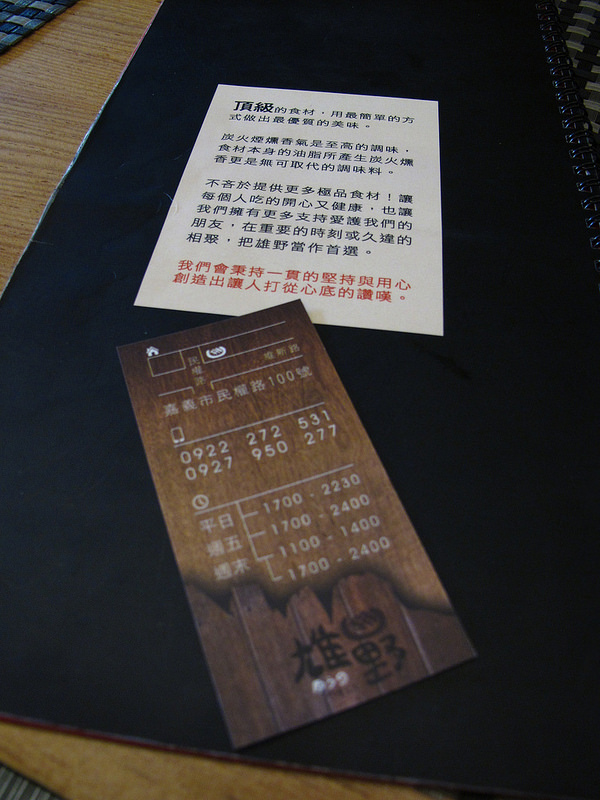 頂級的食材，用最簡單的方
式做出最優質的美味。
炭火煙燻香氣是至高的調味，
食材本身的油脂所產生炭火燻
香更是無可取代的調味料。
不吝於提供更多極品食材！讓
每個人吃的開心又健康，也讓
我們擁有更多支持愛護我們的
朋友，在重要的時刻或久違的
相聚，把雄野當作首選。
我們會秉持一貫的堅持與用心
創造出讓人打從心底的讚嘆。
民權路
維新路
嘉義市民權路100號
0922 272 531
0927 950 277
平日 1700 - 2230
週五 1700 - 2400
週末 1100 - 1400
1700 - 2400
雄野